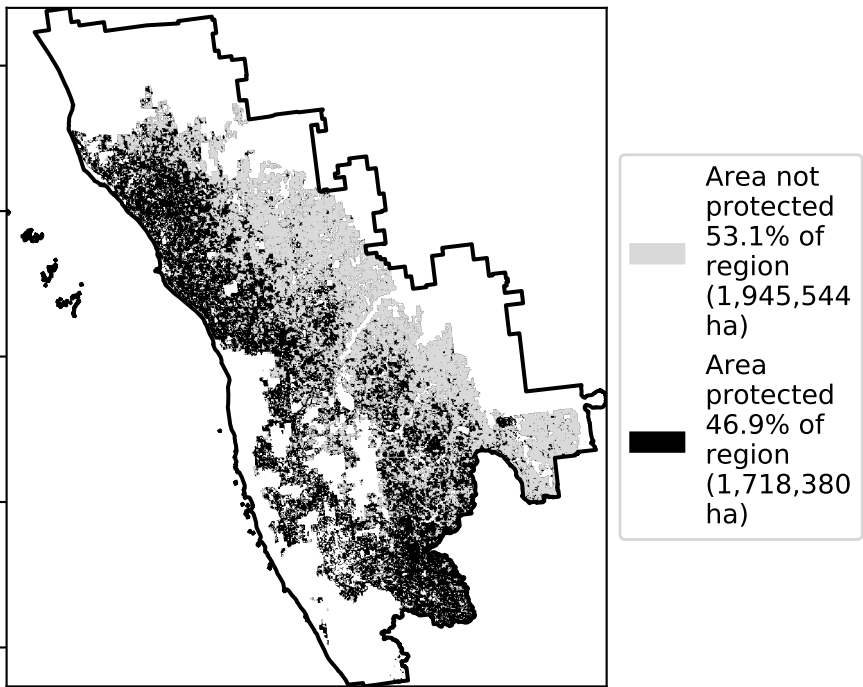 Area not
protected
53.1% of
region
(1,945,544
ha)
Area
protected
46.9% of
region
(1,718,380
ha)